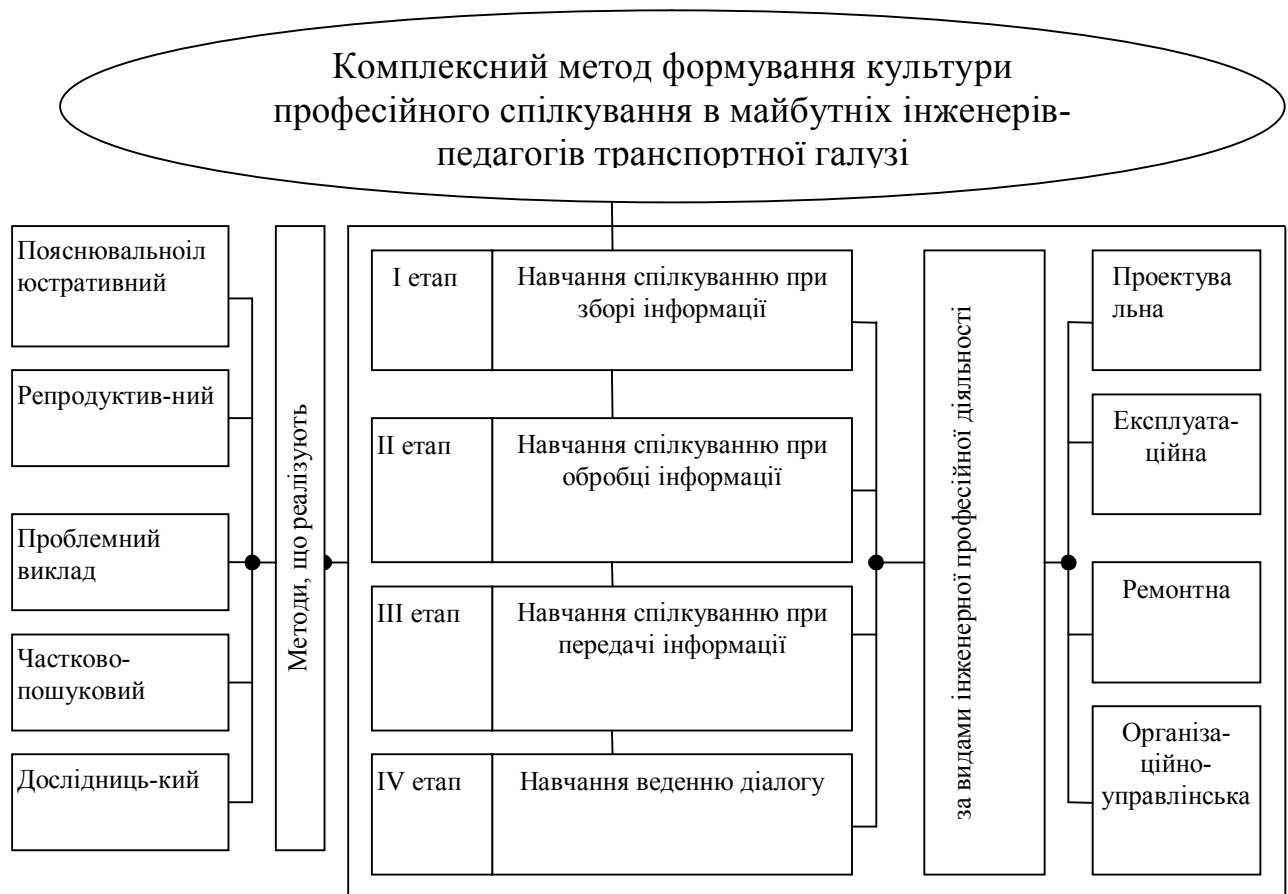 Комплексний метод формування культури
професійного спілкування в майбутніх інженерів-
педагогів транспортної галузі
Пояснювальноіл
юстративний
Репродуктив-ний
Проблемний
виклад
Частково-
пошуковий
Дослідниць-кий
Методи, що реалізують
I етап
Навчання спілкуванню при
зборі інформації
II етап
Навчання спілкуванню при
обробці інформації
III етап
Навчання спілкуванню при
передачі інформації
IV етап
Навчання веденню діалогу
за видами інженерної професійної діяльності
Проектува
льна
Експлуата-
ційна
Ремонтна
Організа-
ційно-
управлінська